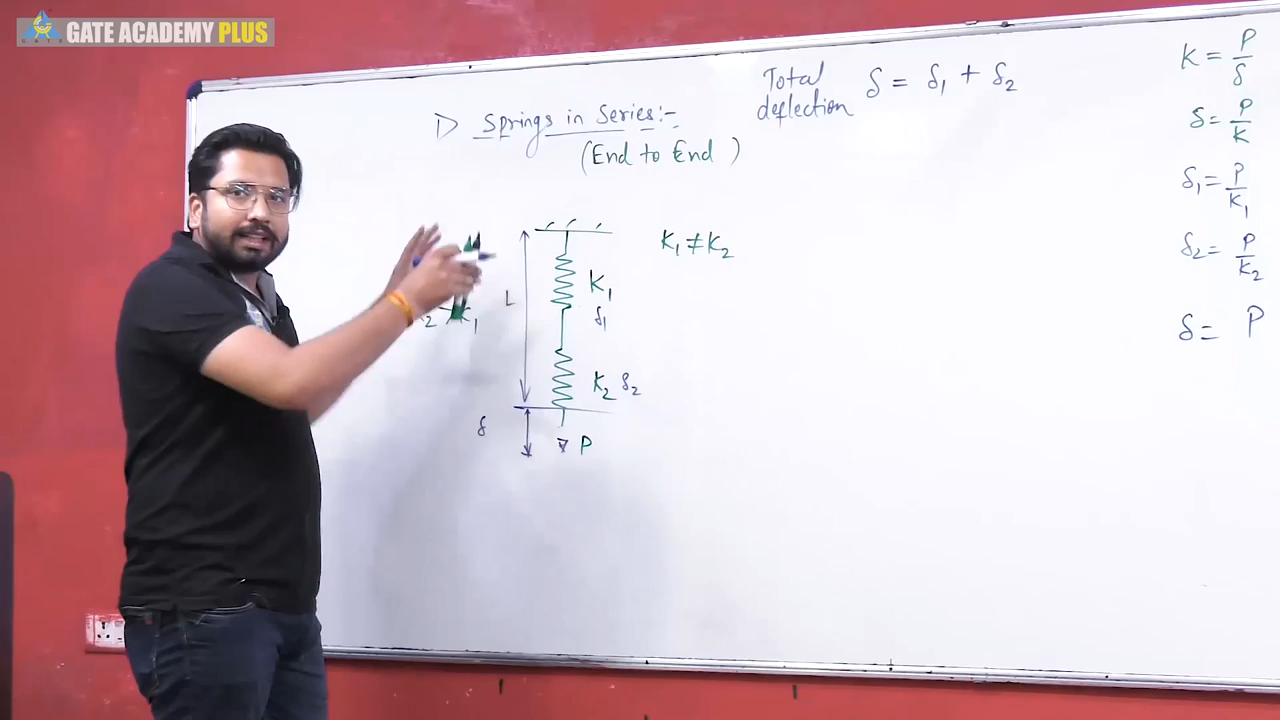 GATE ACADEMY PLUS
GATE
1) Springs in Series:-
(End to End )
Total deflection δ = δ₁ + δ₂
K₁ ≠ K₂
L
K₁
δ₁
K₂ δ₂
δ
P
K = P/δ
δ = P/K
δ₁ = P/K₁
δ₂ = P/K₂
δ = P